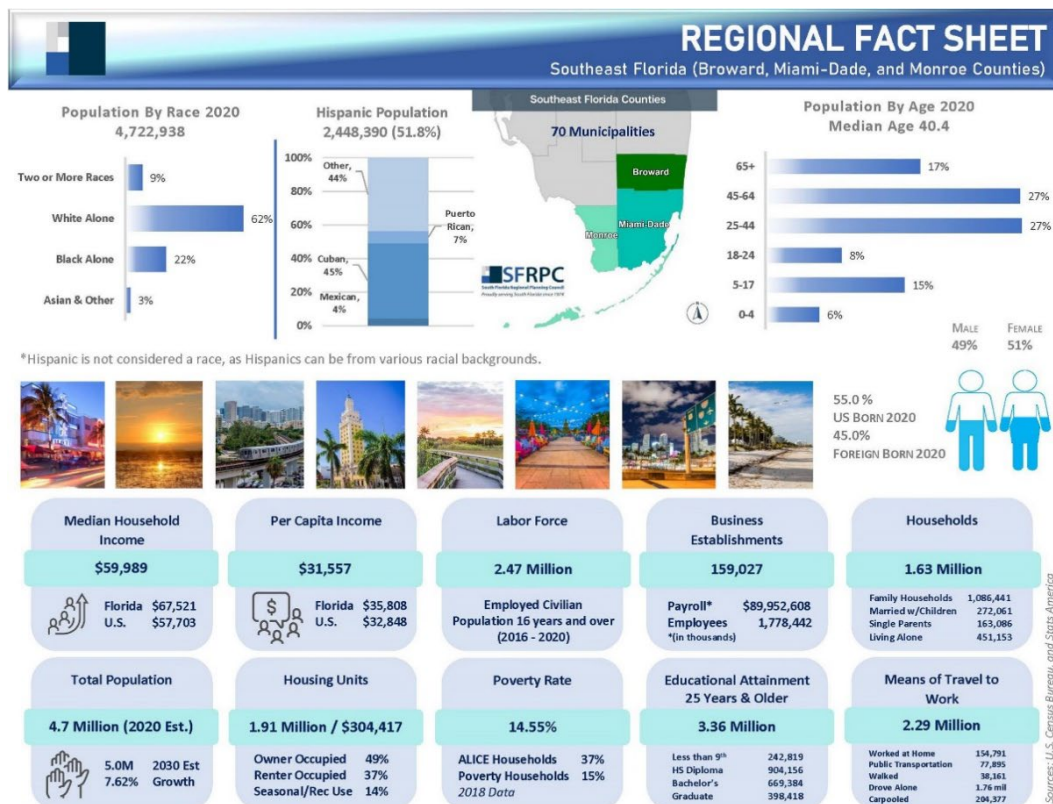 REGIONAL FACT SHEET
Southeast Florida (Broward, Miami-Dade, and Monroe Counties)
Population By Race 2020
4,722,938
Two or More Races 9%
White Alone 62%
Black Alone 22%
Asian & Other 3%
Hispanic Population
2,448,390 (51.8%)
100%
80%
60%
40%
20%
0%
Other,
44%
Puerto
Rican,
7%
Cuban,
45%
Mexican,
4%
Southeast Florida Counties
70 Municipalities
Broward
Miami-Dade
Monroe
SFRPC
South Florida Regional Planning Council
Proudly serving South Florida since 1974
Population By Age 2020
Median Age 40.4
65+ 17%
45-64 27%
25-44 27%
18-24 8%
5-17 15%
0-4 6%
*Hispanic is not considered a race, as Hispanics can be from various racial backgrounds.
MALE FEMALE
49% 51%
55.0 %
US BORN 2020
45.0%
FOREIGN BORN 2020
Median Household
Income
$59,989
Florida $67,521
U.S. $57,703
Per Capita Income
$31,557
$
Florida $35,808
U.S. $32,848
Labor Force
2.47 Million
Employed Civilian
Population 16 years and over
(2016 - 2020)
Business
Establishments
159,027
Payroll* $89,952,608
Employees 1,778,442
*(in thousands)
Households
1.63 Million
Family Households 1,086,441
Married w/Children 272,061
Single Parents 163,086
Living Alone 451,153
Total Population
4.7 Million (2020 Est.)
5.0M 2030 Est
7.62% Growth
Housing Units
1.91 Million / $304,417
Owner Occupied 49%
Renter Occupied 37%
Seasonal/Rec Use 14%
Poverty Rate
14.55%
ALICE Households 37%
Poverty Households 15%
2018 Data
Educational Attainment
25 Years & Older
3.36 Million
Less than 9th 242,819
HS Diploma 904,156
Bachelor's 669,384
Graduate 398,418
Means of Travel to
Work
2.29 Million
Worked at Home 154,791
Public Transportation 77,895
Walked 38,161
Drove Alone 1.76 mil
Carpooled 204,377
Sources: U.S. Census Bureau, and Stats America